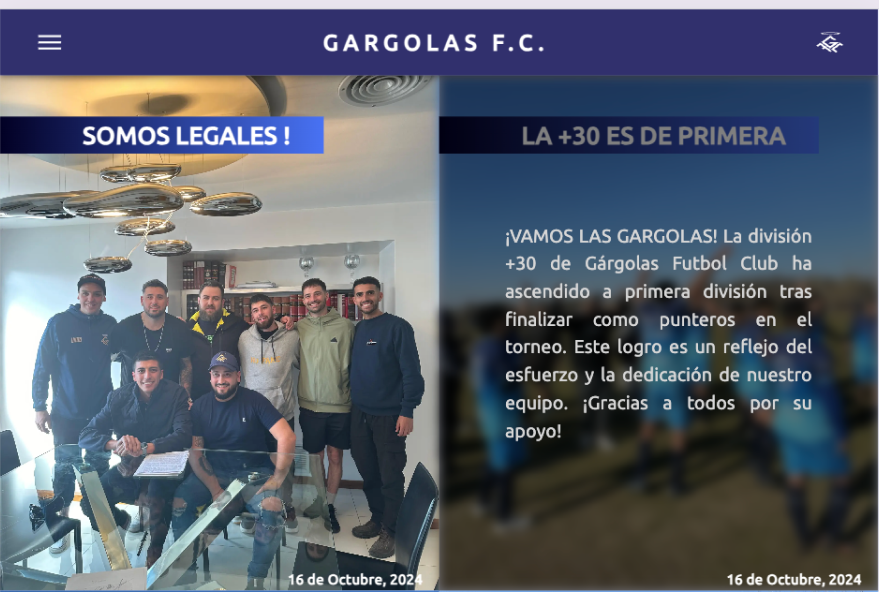 GARGOLAS F.C.
SOMOS LEGALES !
16 de Octubre, 2024
LA +30 ES DE PRIMERA
¡VAMOS LAS GARGOLAS! La división
+30 de Gárgolas Futbol Club ha
ascendido a primera división tras
finalizar como punteros en el
torneo. Este logro es un reflejo del
esfuerzo y la dedicación de nuestro
equipo. ¡Gracias a todos por su
apoyo!
16 de Octubre, 2024